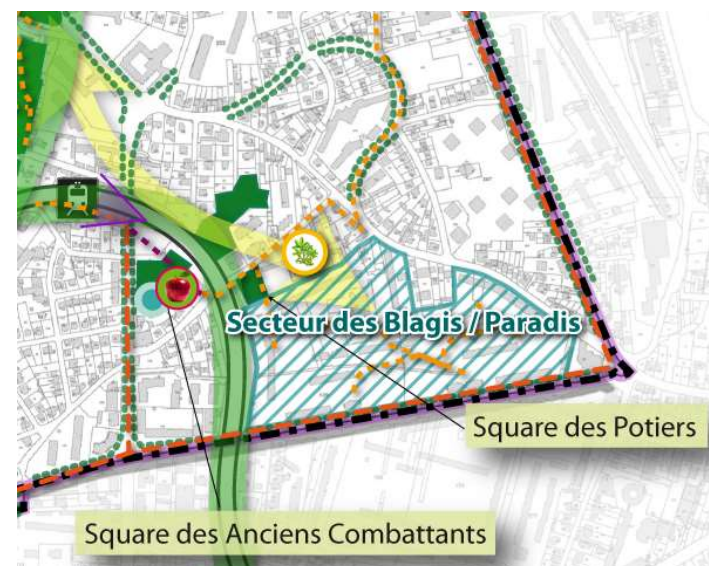 Secteur des Blagis / Paradis
Square des Potiers
Square des Anciens Combattants